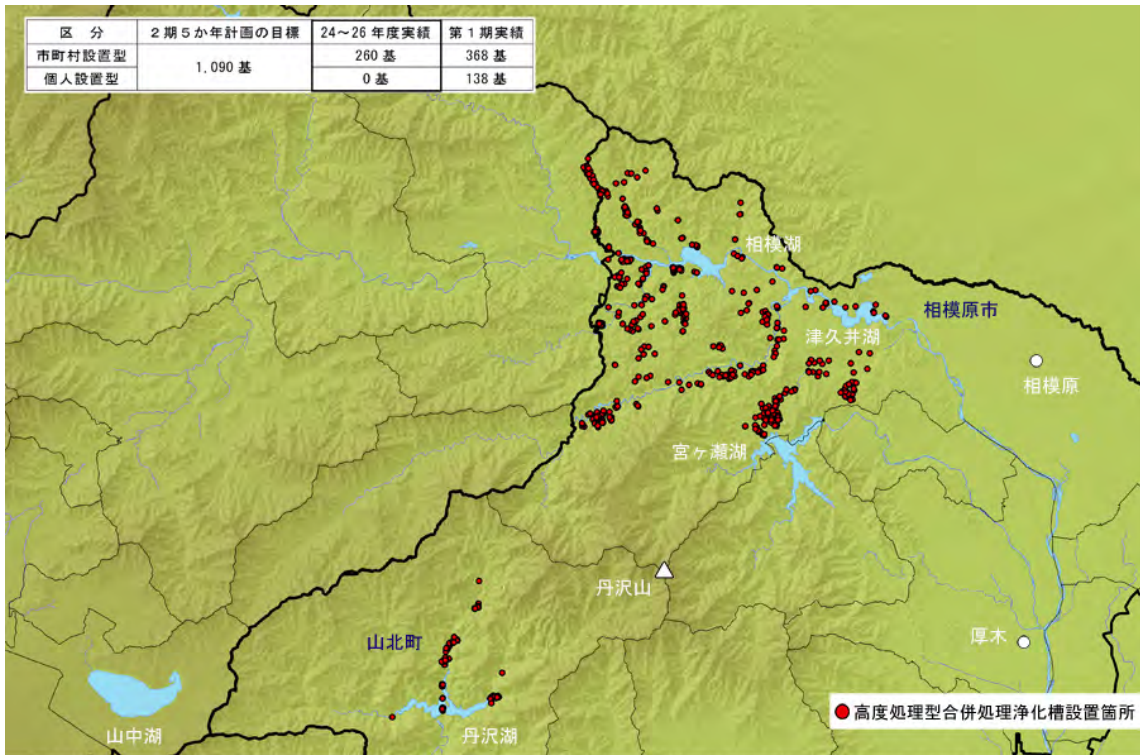 区 分 2期5か年計画の目標 24～26年度実績 第1期実績
市町村設置型 1,090基 260基 368基
個人設置型 0基 138基
相模湖
相模原市
津久井湖
相模原
宮ヶ瀬湖
丹沢山
山北町
厚木
山中湖
丹沢湖
高度処理型合併処理浄化槽設置箇所